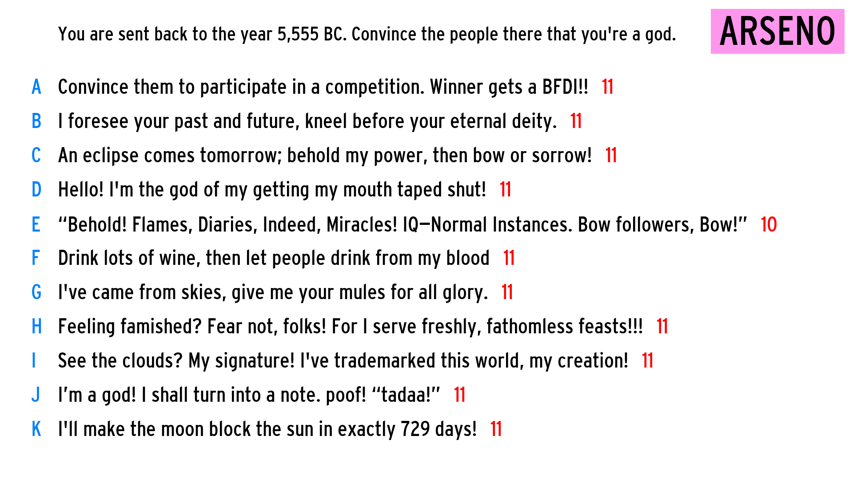 You are sent back to the year 5,555 BC. Convince the people there that you're a god.
ARSENO
A Convince them to participate in a competition. Winner gets a BFDI!! 11
B I foresee your past and future, kneel before your eternal deity. 11
C An eclipse comes tomorrow; behold my power, then bow or sorrow! 11
D Hello! I'm the god of my getting my mouth taped shut! 11
E “Behold! Flames, Diaries, Indeed, Miracles! IQ–Normal Instances. Bow followers, Bow!” 10
F Drink lots of wine, then let people drink from my blood 11
G I've came from skies, give me your mules for all glory. 11
H Feeling famished? Fear not, folks! For I serve freshly, fathomless feasts!!! 11
I See the clouds? My signature! I've trademarked this world, my creation! 11
J I’m a god! I shall turn into a note. poof! “tadaa!” 11
K I'll make the moon block the sun in exactly 729 days! 11